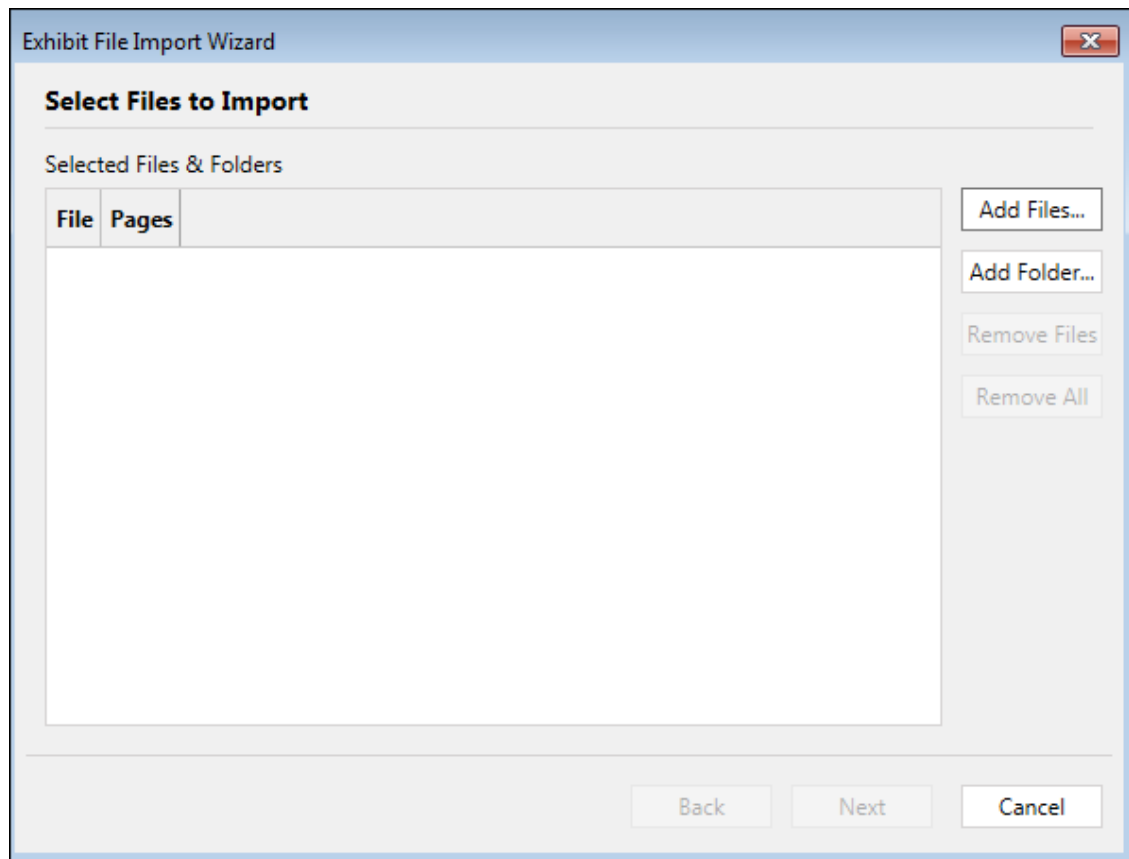 Exhibit File Import Wizard
Select Files to Import
Selected Files & Folders
File Pages
Add Files...
Add Folder...
Remove Files
Remove All
Back Next Cancel